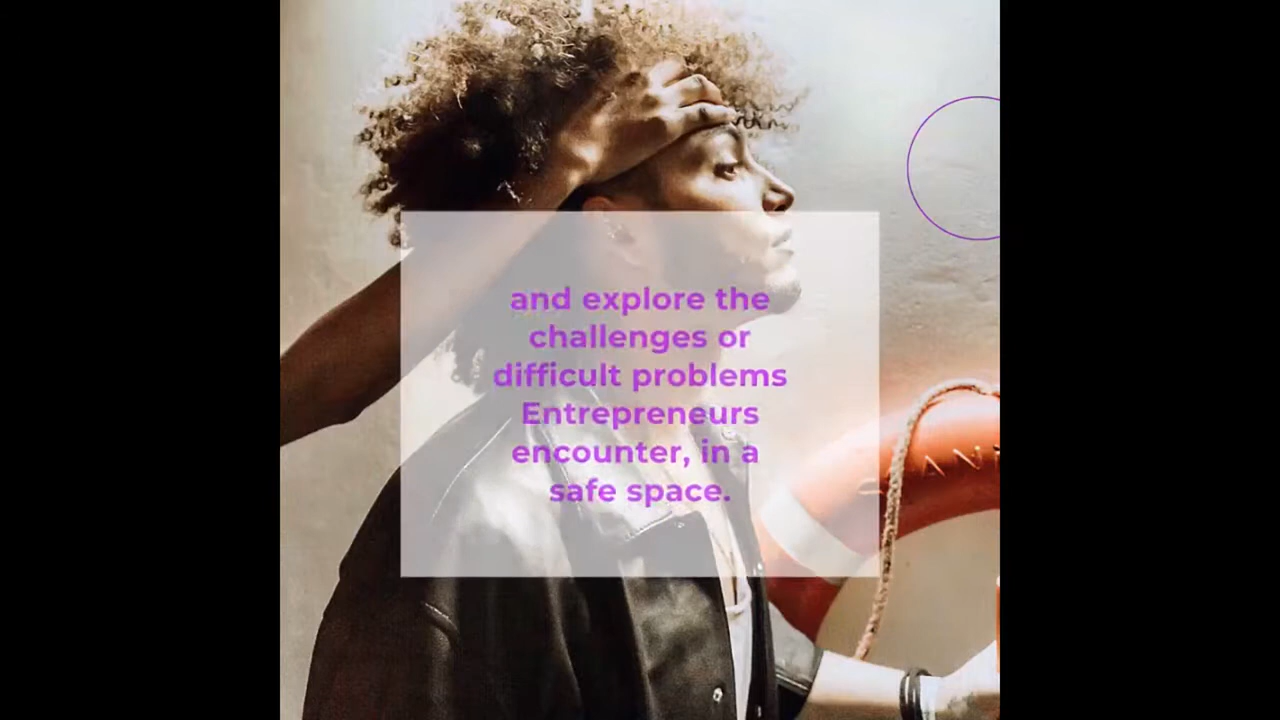 and explore the
challenges or
difficult problems
Entrepreneurs
encounter, in a
safe space.